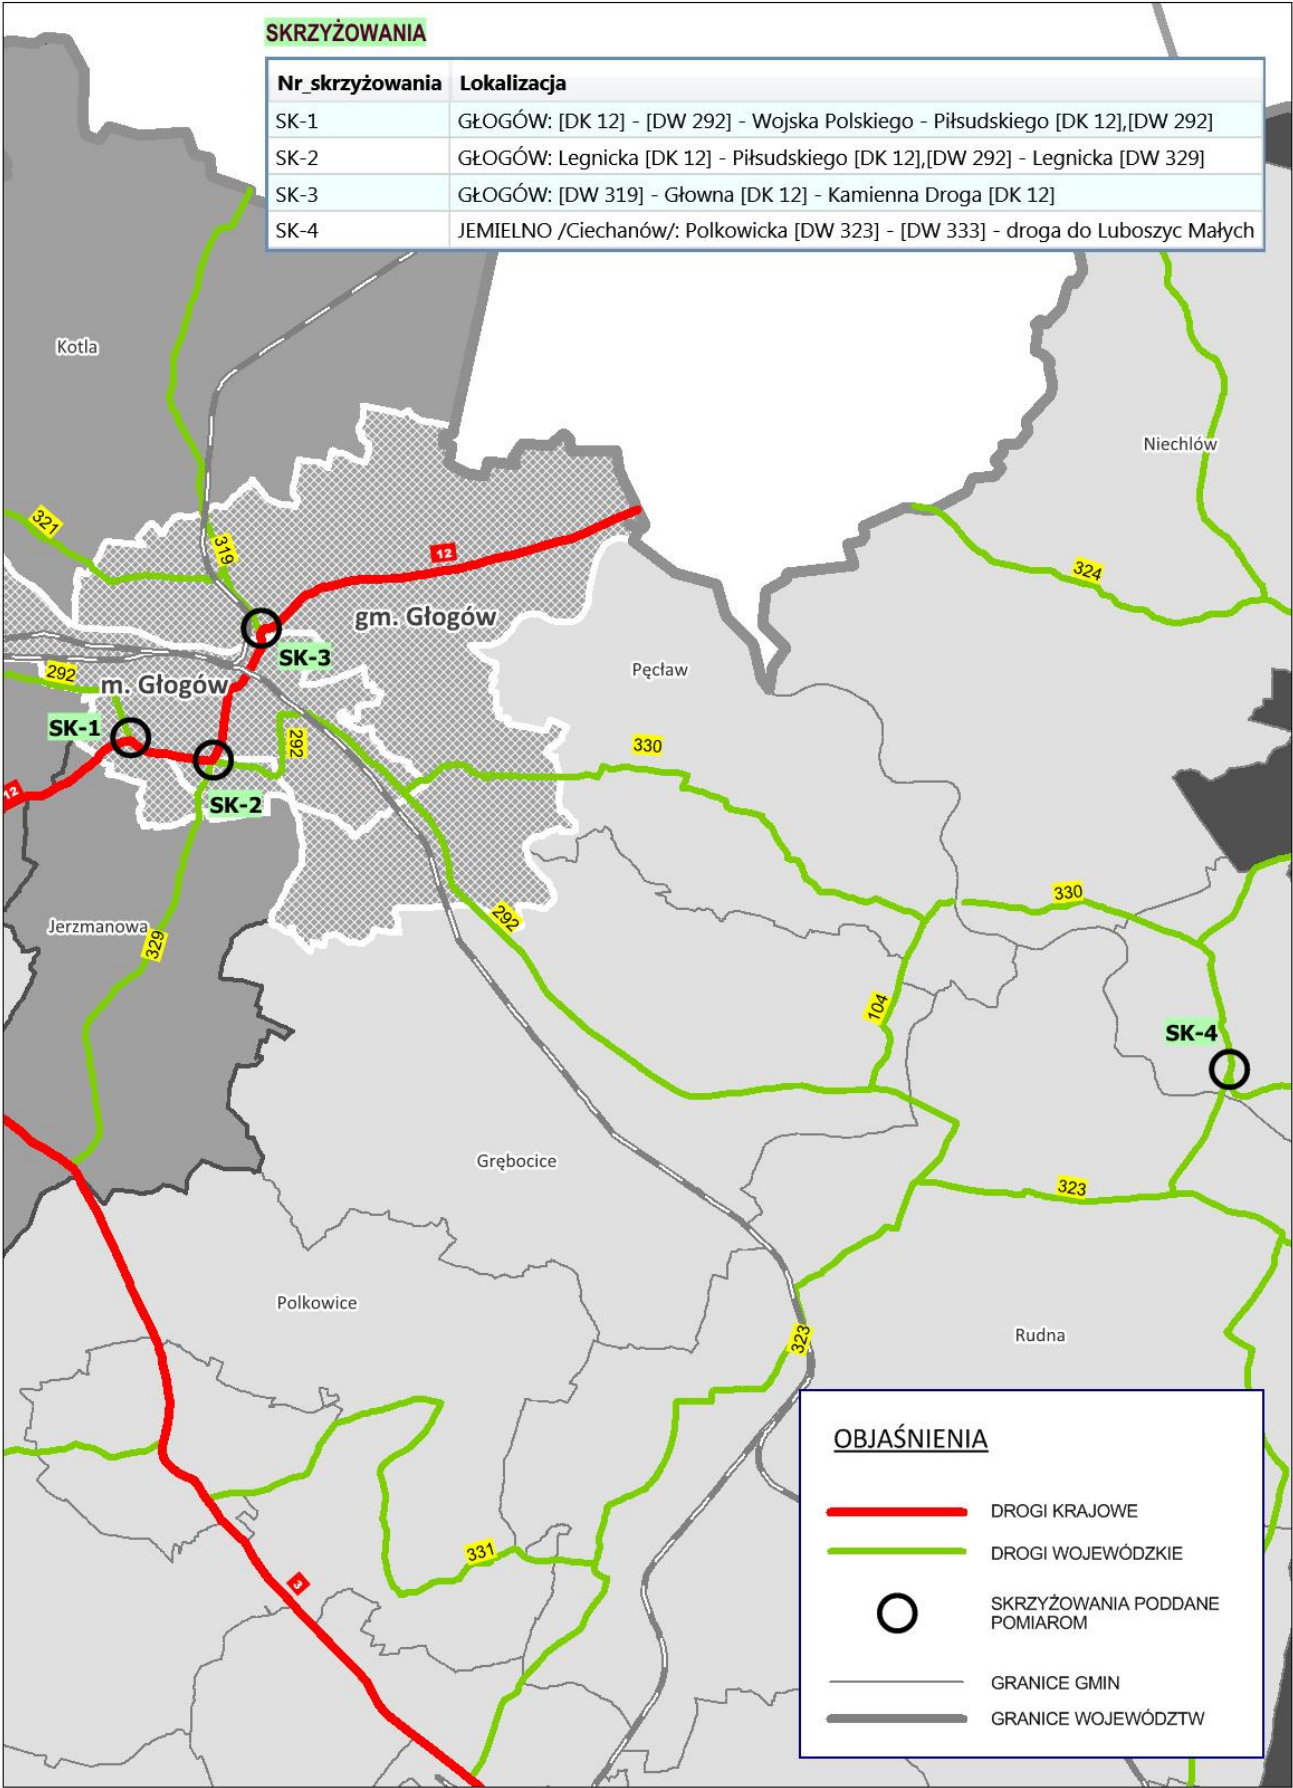 SKRZYŻOWANIA
Nr_skrzyżowania Lokalizacja
SK-1 GŁOGÓW: [DK 12] - [DW 292] - Wojska Polskiego - Piłsudskiego [DK 12],[DW 292]
SK-2 GŁOGÓW: Legnicka [DK 12] - Piłsudskiego [DK 12],[DW 292] - Legnicka [DW 329]
SK-3 GŁOGÓW: [DW 319] - Głowna [DK 12] - Kamienna Droga [DK 12]
SK-4 JEMIELNO /Ciechanów/: Polkowicka [DW 323] - [DW 333] - droga do Luboszyc Małych
Kotla
Niechlów
321
319
12
324
gm. Głogów
SK-3
Pęcław
292
m. Głogów
SK-1
292
330
12
SK-2
330
292
Jerzmanowa
329
104
SK-4
Grębocice
323
Polkowice
323
Rudna
331
3
OBJAŚNIENIA
DROGI KRAJOWE
DROGI WOJEWÓDZKIE
SKRZYŻOWANIA PODDANE
POMIAROM
GRANICE GMIN
GRANICE WOJEWÓDZTW